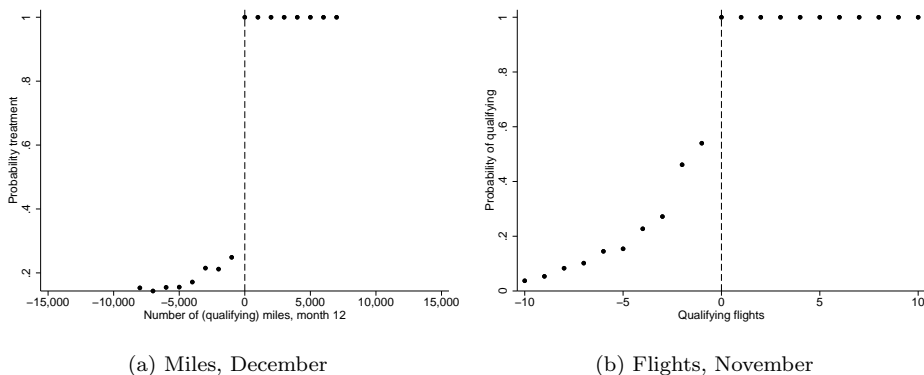 Probability treatment
1
.8
.6
.4
.2
−15,000 −10,000 −5,000 0 5,000 10,000 15,000
Number of (qualifying) miles, month 12
(a) Miles, December
Probability of qualifying
1
.8
.6
.4
.2
0
−10 −5 0 5 10
Qualifying flights
(b) Flights, November